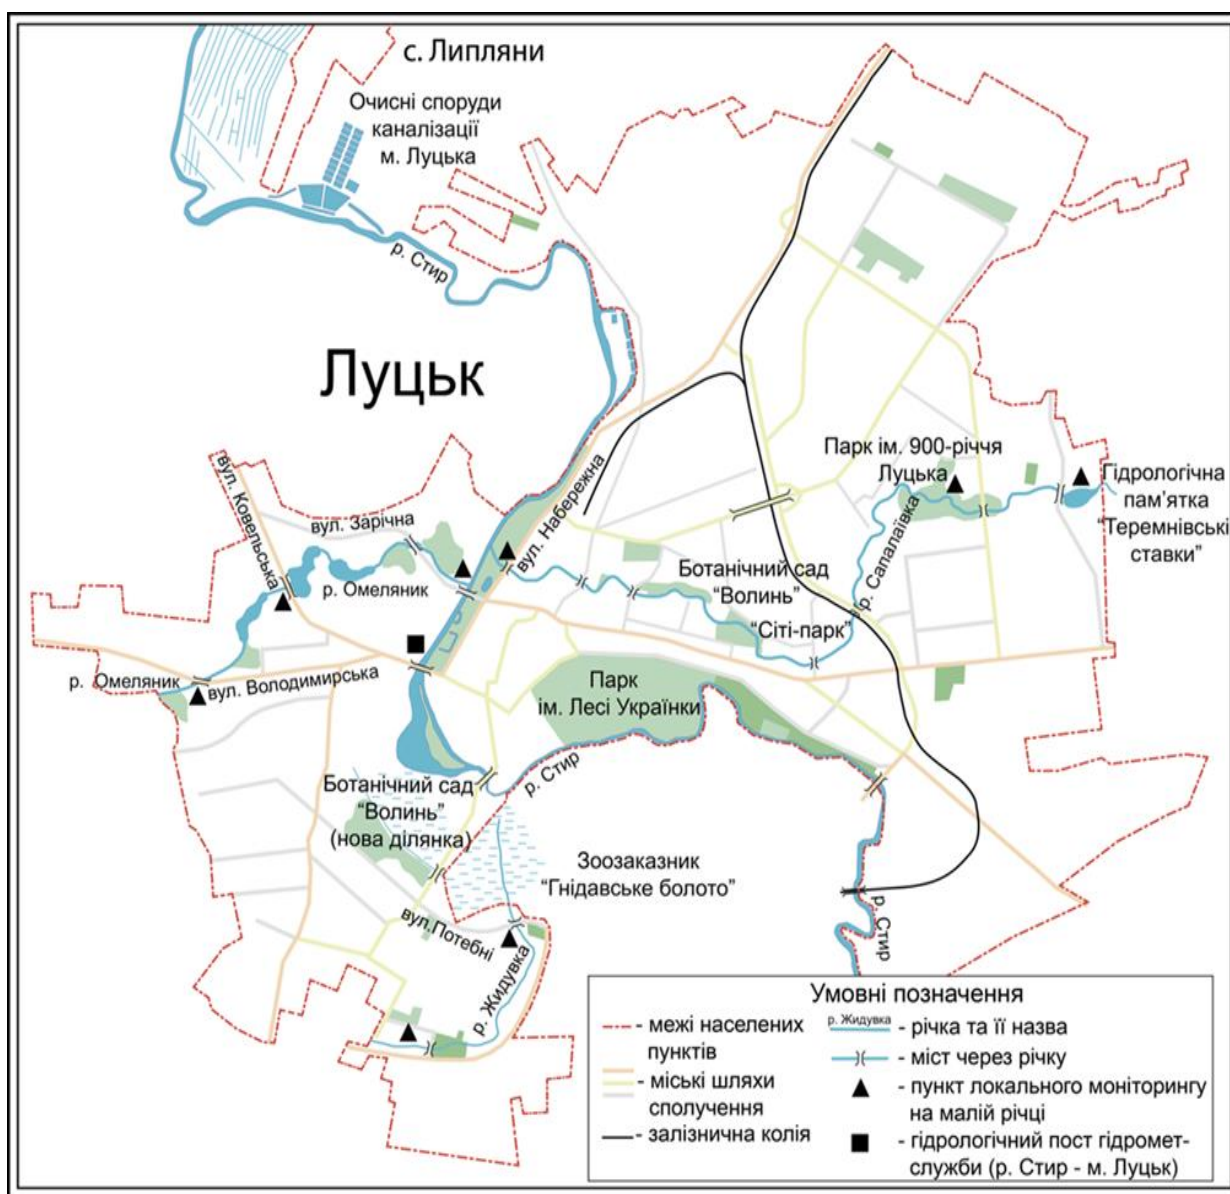 с. Липляни
Очисні споруди
каналізації
м. Луцька
р. Стир
Луцьк
вул. Ковельська
вул. Зарічна
вул. Набережна
Парк ім. 900-річчя
Луцька
Гідрологічна
пам'ятка
"Теремнівські
ставки"
р. Сапалаївка
р. Омеляник
Ботанічний сад
"Волинь"
"Сіті-парк"
р. Омеляник
вул. Володимирська
Парк
ім. Лесі Українки
р. Стир
Ботанічний сад
"Волинь"
(нова ділянка)
Зоозаказник
"Гнідавське болото"
вул.Потебні
р. Жидувка
р. Стир
Умовні позначення
- межі населених
пунктів
- міські шляхи
сполучення
- залізнична колія
р. Жидувка
- річка та її назва
- міст через річку
- пункт локального моніторингу
на малій річці
- гідрологічний пост гідромет-
служби (р. Стир - м. Луцьк)